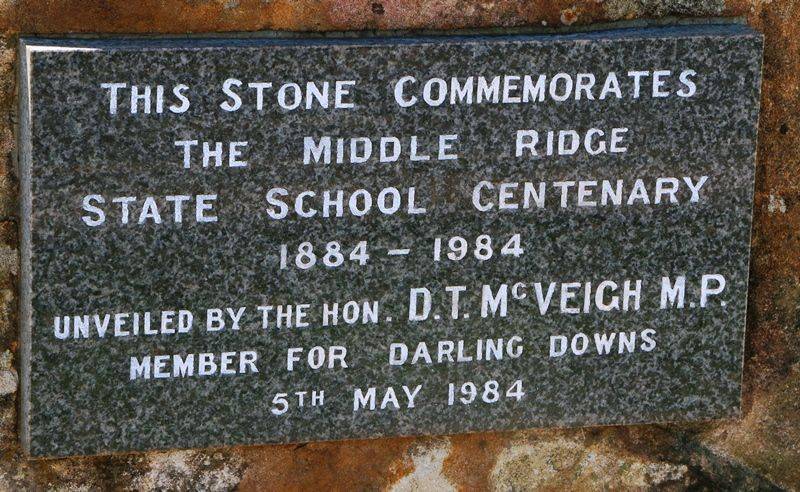 THIS STONE COMMEMORATES
THE MIDDLE RIDGE
STATE SCHOOL CENTENARY
1884 - 1984
UNVEILED BY THE HON. D.T. McVEIGH M.P.
MEMBER FOR DARLING DOWNS
5TH MAY 1984